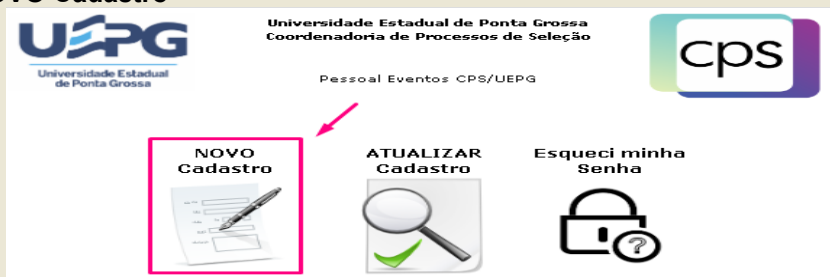 UEPG
Universidade Estadual
de Ponta Grossa
Universidade Estadual de Ponta Grossa
Coordenadoria de Processos de Seleção
Pessoal Eventos CPS/UEPG
cps
NOVO
Cadastro
ATUALIZAR
Cadastro
Esqueci minha
Senha
?